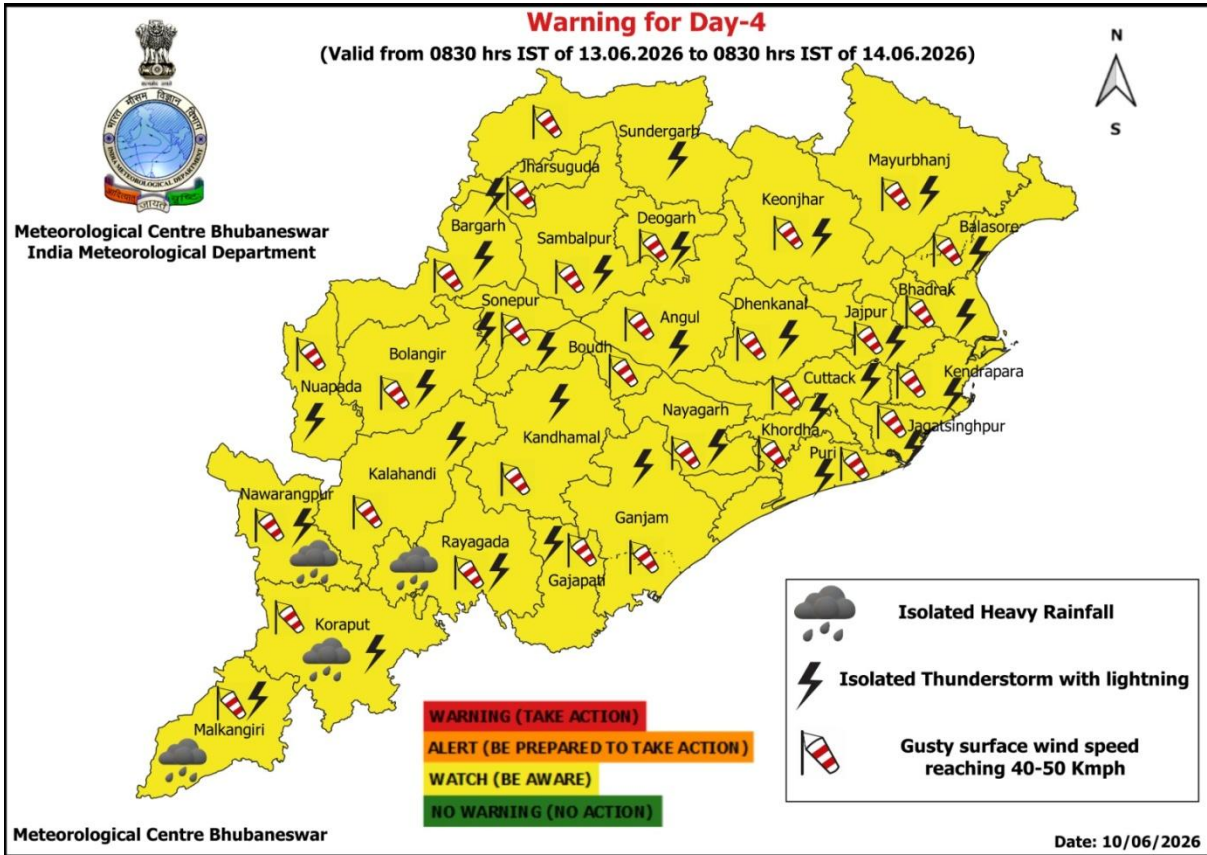 Warning for Day-4
(Valid from 0830 hrs IST of 13.06.2026 to 0830 hrs IST of 14.06.2026)
N
S
भारत मौसम विज्ञान विभाग
INDIA METEOROLOGICAL DEPARTMENT
Meteorological Centre Bhubaneswar
India Meteorological Department
Sundergarh
Jharsuguda
Mayurbhanj
Keonjhar
Bargarh
Sambalpur
Deogarh
Balasore
Sonepur
Bhadrak
Dhenkanal
Jajpur
Angul
Bolangir
Boudh
Nuapada
Cuttack
Kendrapara
Nayagarh
Khordha
Jagatsinghpur
Kandhamal
Puri
Kalahandi
Nawarangpur
Ganjam
Rayagada
Gajapati
Koraput
Malkangiri
Isolated Heavy Rainfall
Isolated Thunderstorm with lightning
Gusty surface wind speed
reaching 40-50 Kmph
WARNING (TAKE ACTION)
ALERT (BE PREPARED TO TAKE ACTION)
WATCH (BE AWARE)
NO WARNING (NO ACTION)
Meteorological Centre Bhubaneswar
Date: 10/06/2026